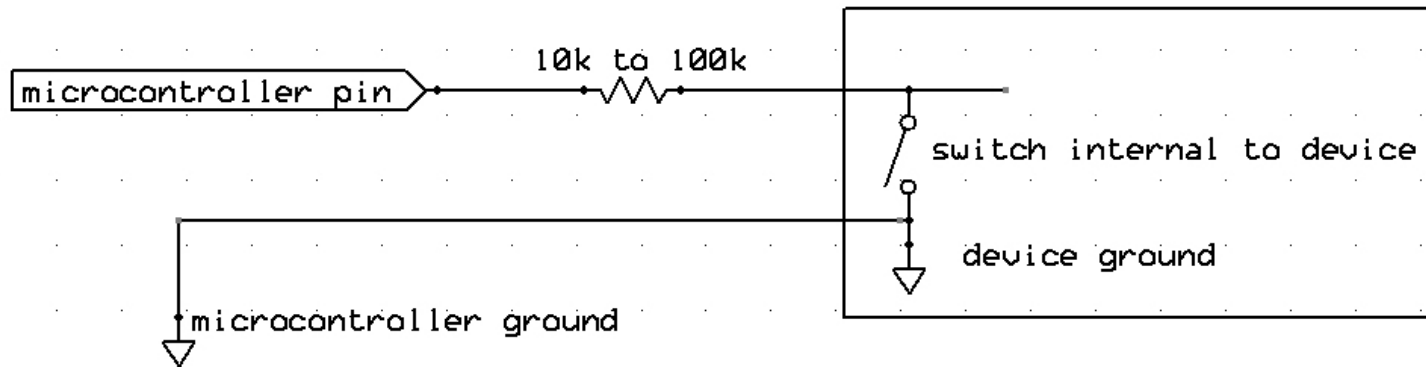 10k to 100k
microcontroller pin
switch internal to device
device ground
microcontroller ground